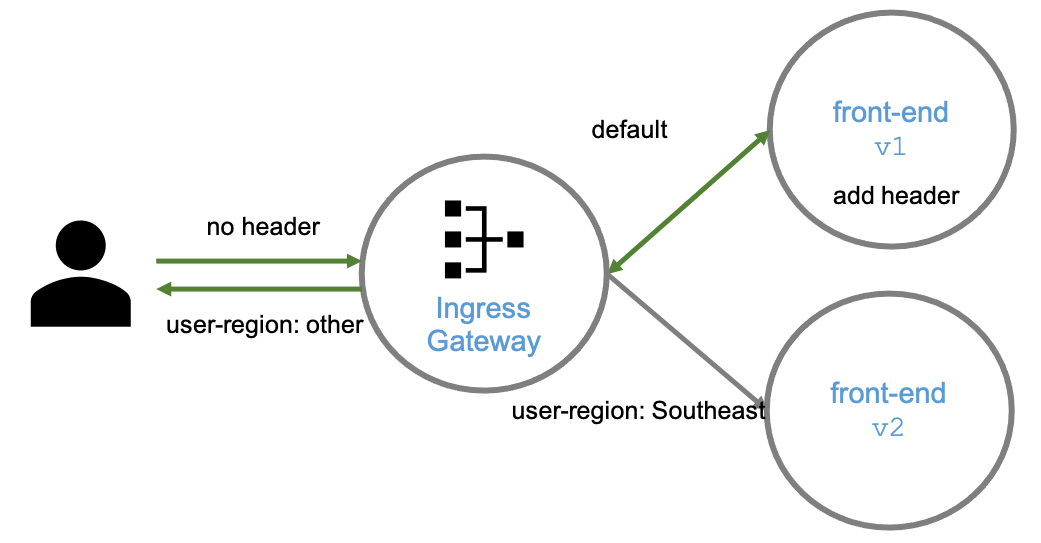 no header
user-region: other
Ingress
Gateway
default
user-region: Southeast
front-end
v1
add header
front-end
v2